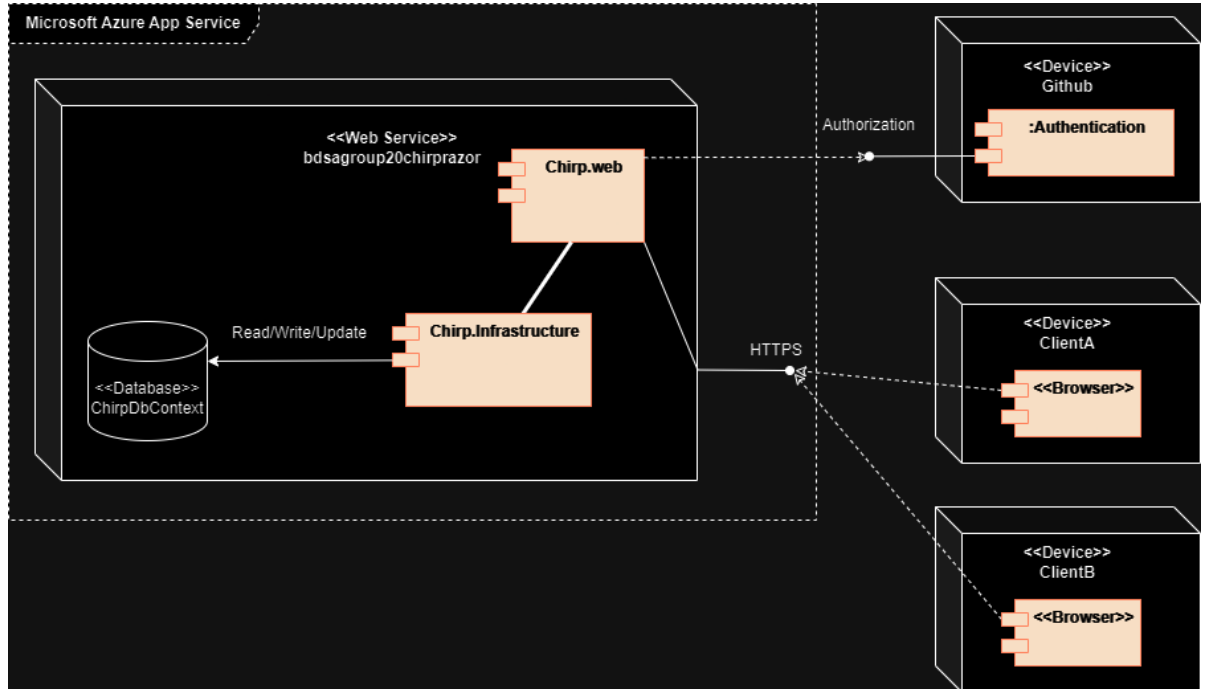 Microsoft Azure App Service
<<Web Service>>
bdsagroup20chirprazor
Chirp.web
Chirp.Infrastructure
Read/Write/Update
<<Database>>
ChirpDbContext
Authorization
HTTPS
<<Device>>
Github
:Authentication
<<Device>>
ClientA
<<Browser>>
<<Device>>
ClientB
<<Browser>>